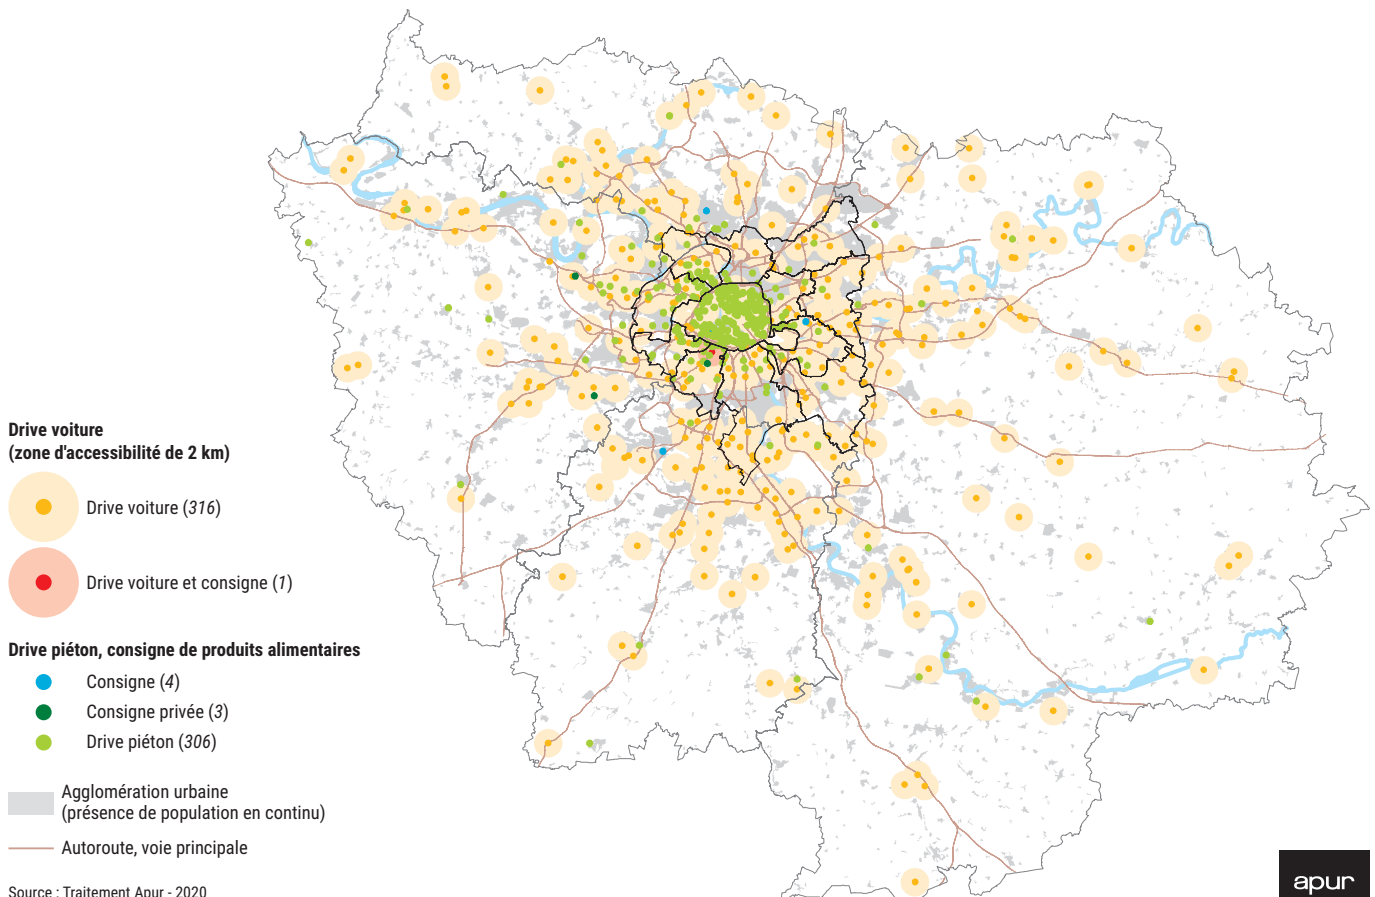 Drive voiture
(zone d'accessibilité de 2 km)
Drive voiture (316)
Drive voiture et consigne (1)
Drive piéton, consigne de produits alimentaires
Consigne (4)
Consigne privée (3)
Drive piéton (306)
Agglomération urbaine
(présence de population en continu)
Autoroute, voie principale
Source : Traitement Apur - 2020
apur